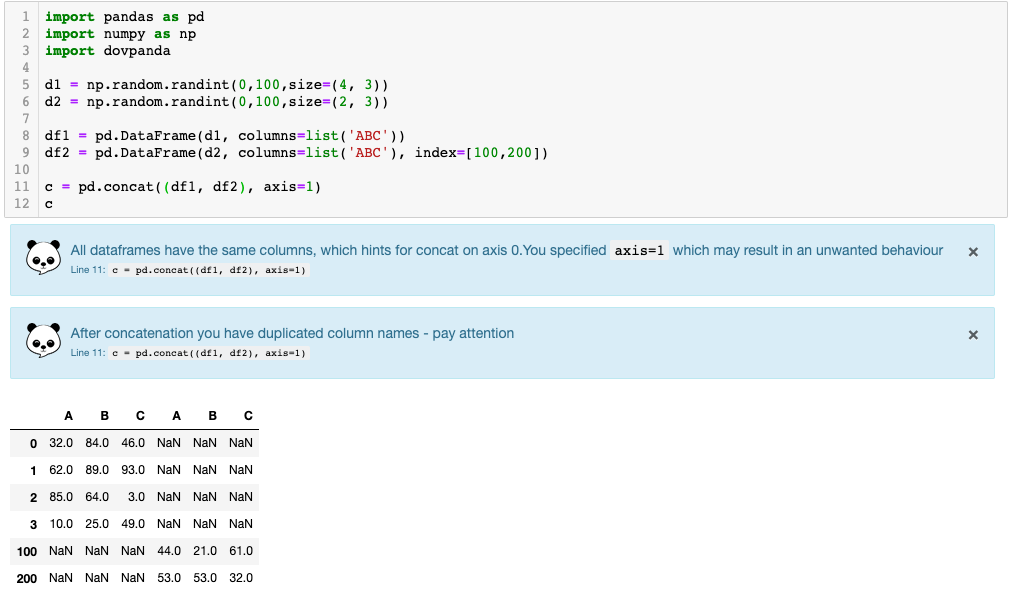 1 import pandas as pd
2 import numpy as np
3 import dovpanda
4
5 d1 = np.random.randint(0,100,size=(4, 3))
6 d2 = np.random.randint(0,100,size=(2, 3))
7
8 df1 = pd.DataFrame(d1, columns=list('ABC'))
9 df2 = pd.DataFrame(d2, columns=list('ABC'), index=[100,200])
10
11 c = pd.concat((df1, df2), axis=1)
12 c
All dataframes have the same columns, which hints for concat on axis 0.You specified axis=1 which may result in an unwanted behaviour ×
Line 11: c = pd.concat((df1, df2), axis=1)
After concatenation you have duplicated column names - pay attention ×
Line 11: c = pd.concat((df1, df2), axis=1)
A B C A B C
0 32.0 84.0 46.0 NaN NaN NaN
1 62.0 89.0 93.0 NaN NaN NaN
2 85.0 64.0 3.0 NaN NaN NaN
3 10.0 25.0 49.0 NaN NaN NaN
100 NaN NaN NaN 44.0 21.0 61.0
200 NaN NaN NaN 53.0 53.0 32.0